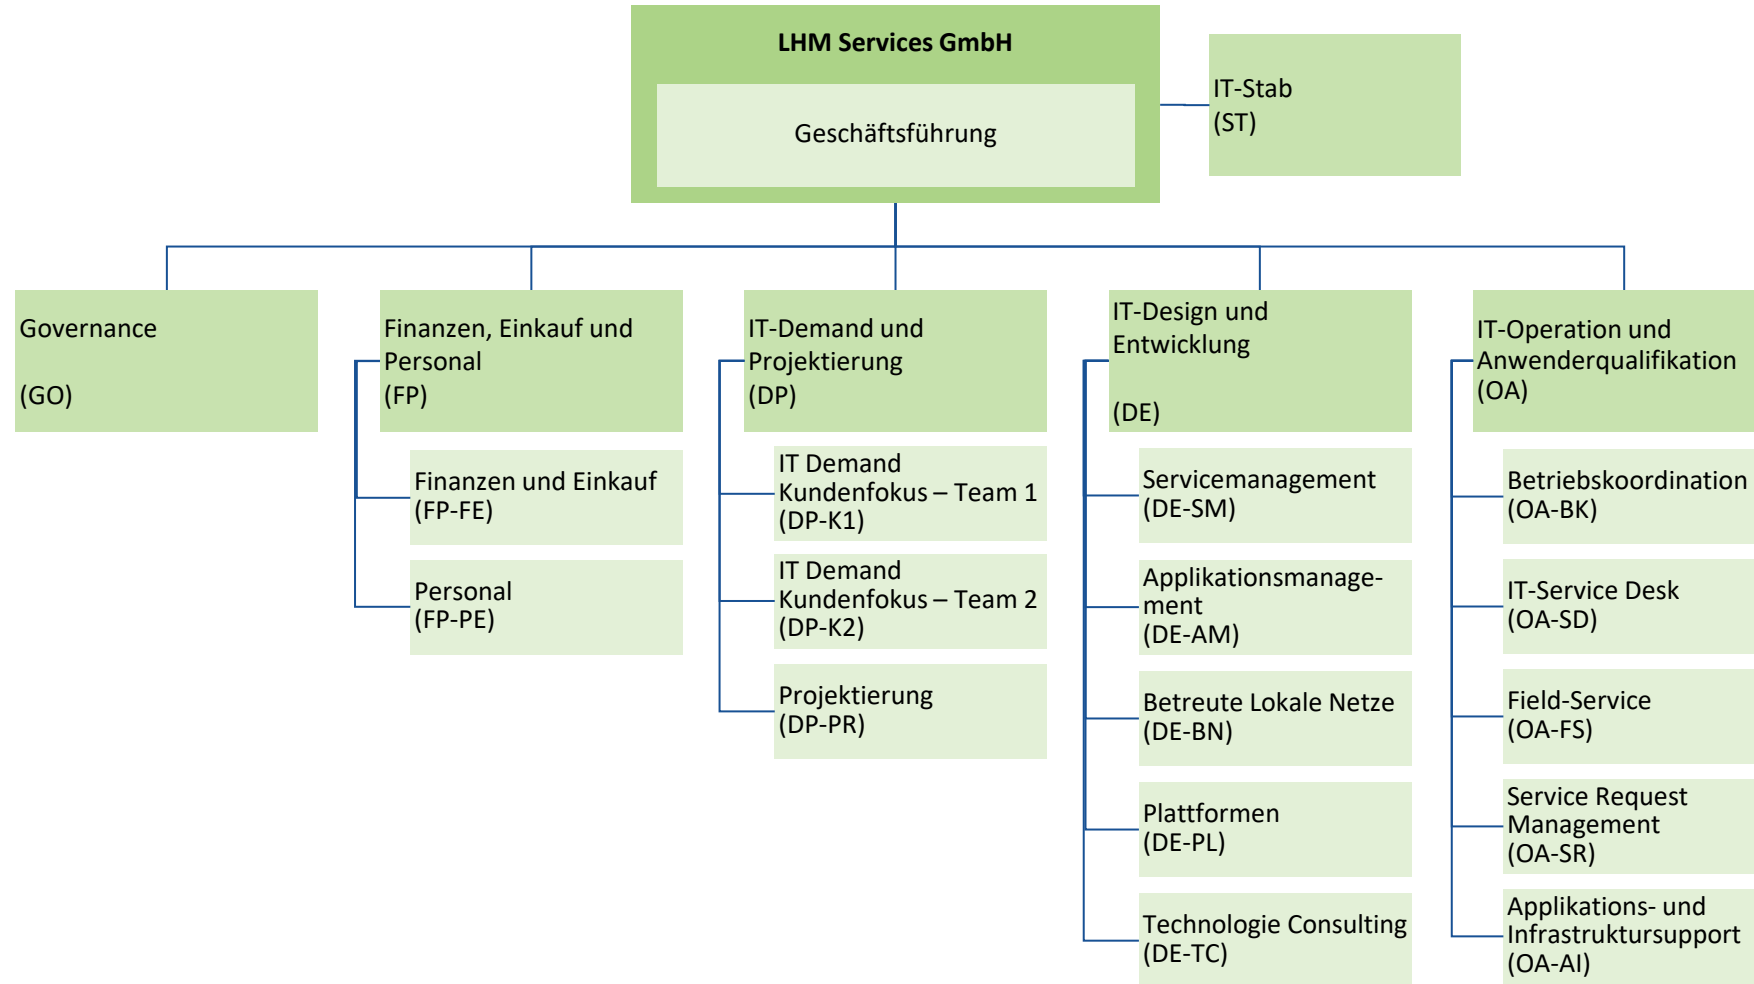 LHM Services GmbH
Geschäftsführung
IT-Stab
(ST)
Governance
(GO)
Finanzen, Einkauf und
Personal
(FP)
Finanzen und Einkauf
(FP-FE)
Personal
(FP-PE)
IT-Demand und
Projektierung
(DP)
IT Demand
Kundenfokus – Team 1
(DP-K1)
IT Demand
Kundenfokus – Team 2
(DP-K2)
Projektierung
(DP-PR)
IT-Design und
Entwicklung
(DE)
Servicemanagement
(DE-SM)
Applikationsmanage-
ment
(DE-AM)
Betreute Lokale Netze
(DE-BN)
Plattformen
(DE-PL)
Technologie Consulting
(DE-TC)
IT-Operation und
Anwenderqualifikation
(OA)
Betriebskoordination
(OA-BK)
IT-Service Desk
(OA-SD)
Field-Service
(OA-FS)
Service Request
Management
(OA-SR)
Applikations- und
Infrastruktursupport
(OA-AI)